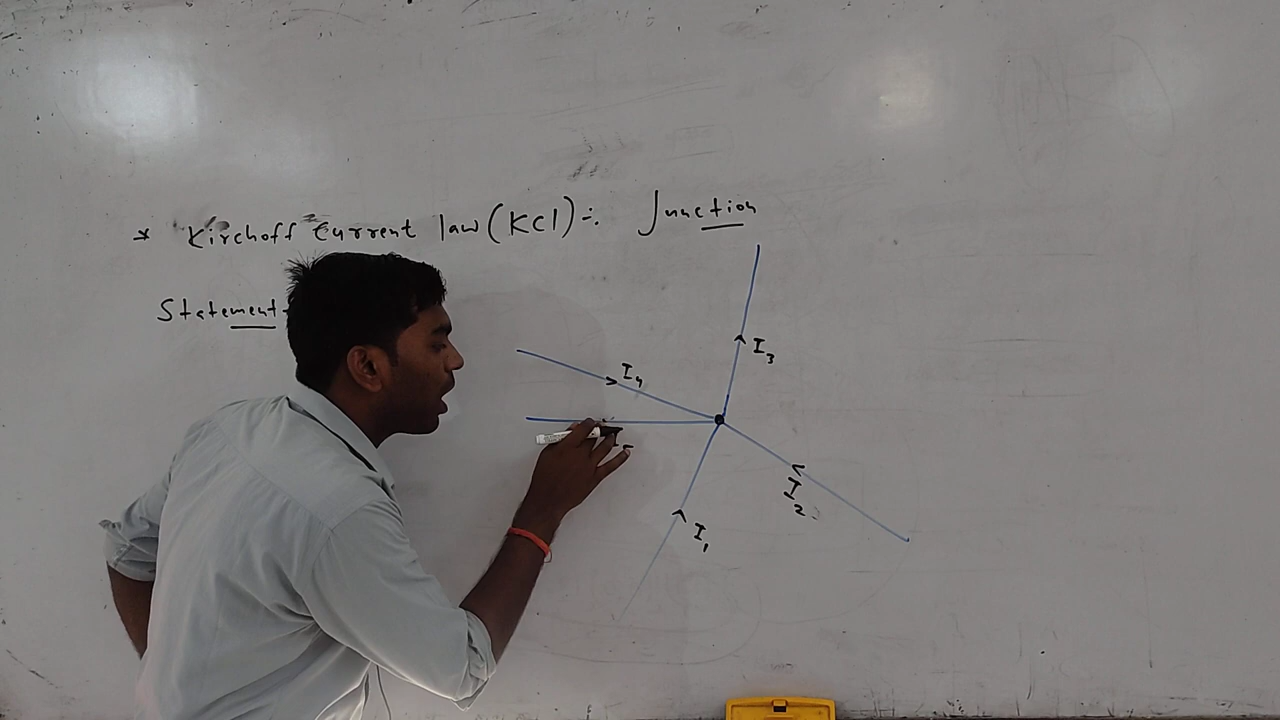 * Kirchoff Current law (KCl) ÷ Junction
Statement
I₃
I₄
I₂
I₁